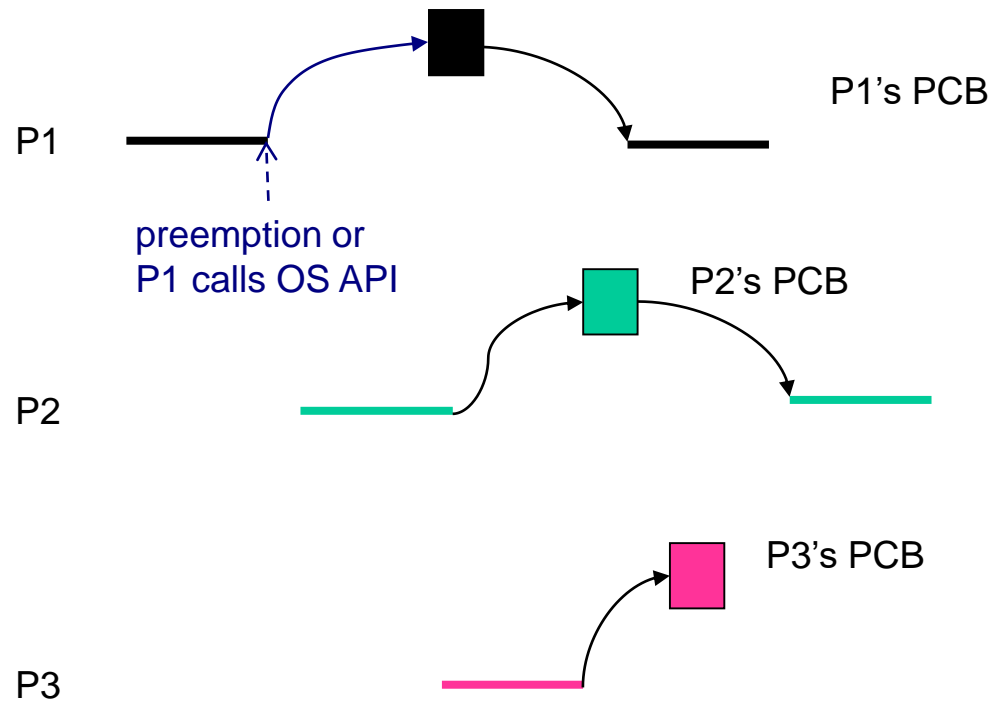 P1's PCB
P1
preemption or
P1 calls OS API
P2's PCB
P2
P3's PCB
P3